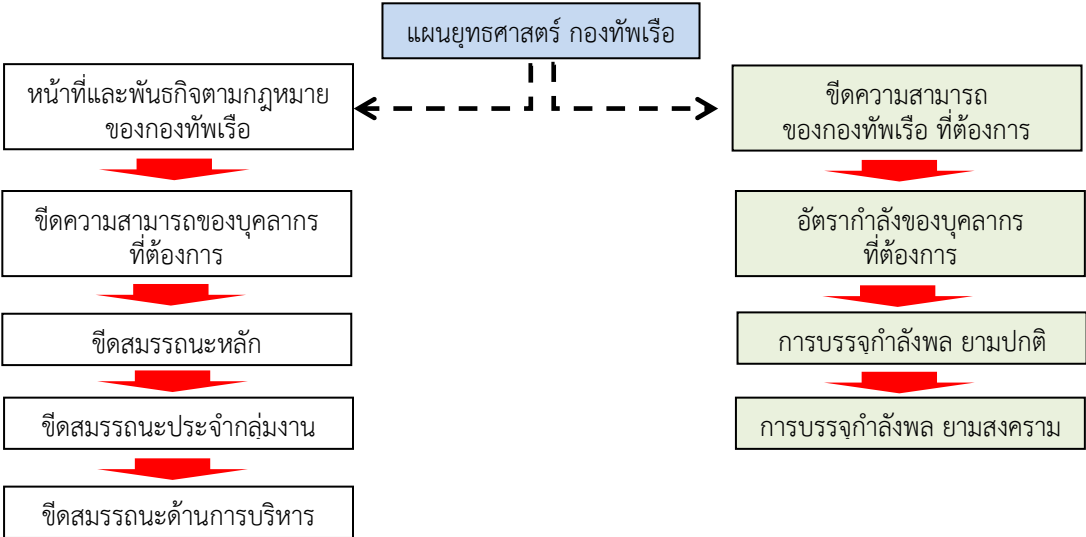 แผนยุทธศาสตร์ กองทัพเรือ
หน้าที่และพันธกิจตามกฎหมาย
ของกองทัพเรือ
ขีดความสามารถของบุคลากร
ที่ต้องการ
ขีดสมรรถนะหลัก
ขีดสมรรถนะประจำกลุ่มงาน
ขีดสมรรถนะด้านการบริหาร
ขีดความสามารถ
ของกองทัพเรือ ที่ต้องการ
อัตรากำลังของบุคลากร
ที่ต้องการ
การบรรจุกำลังพล ยามปกติ
การบรรจุกำลังพล ยามสงคราม